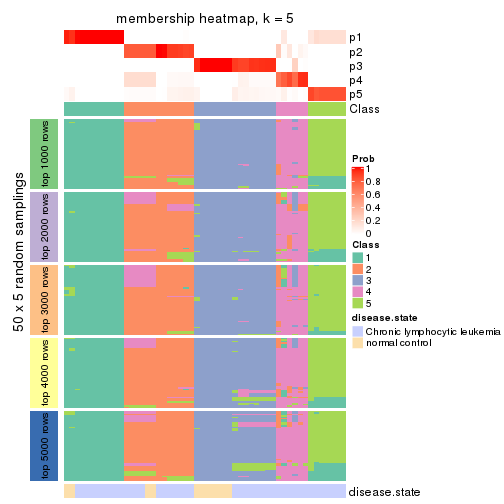 membership heatmap, k = 5
p1
p2
p3
p4
p5
Class
50 x 5 random samplings
top 1000 rows
top 2000 rows
top 3000 rows
top 4000 rows
top 5000 rows
disease.state
Prob
1
0.8
0.6
0.4
0.2
0
Class
1
2
3
4
5
disease.state
Chronic lymphocytic leukemia
normal control